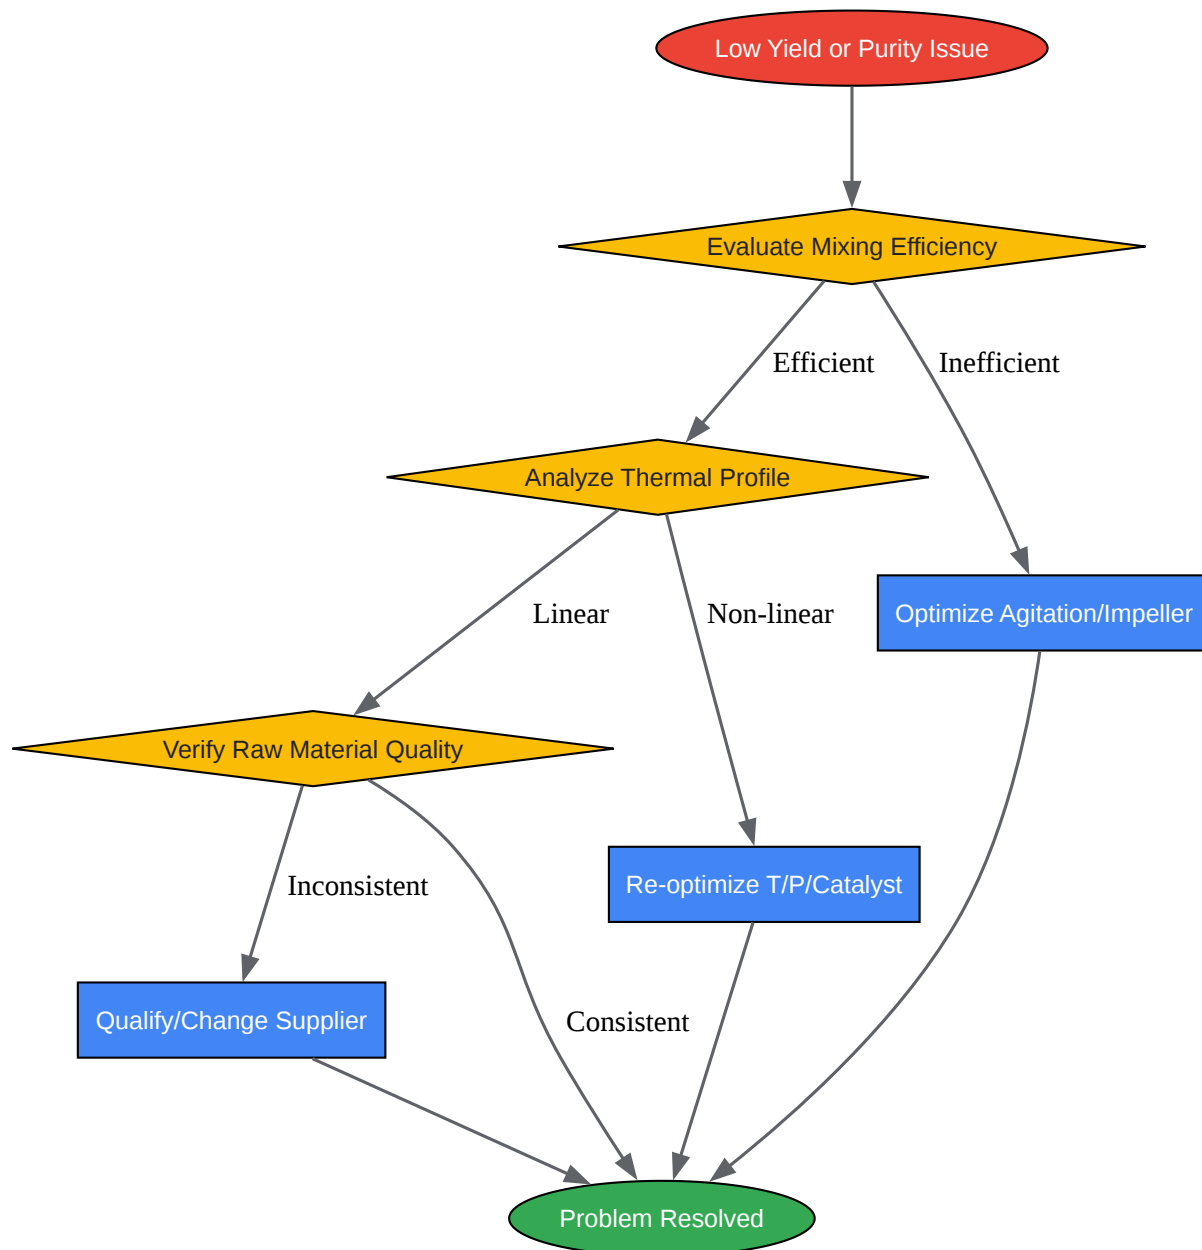 Low Yield or Purity Issue
Evaluate Mixing Efficiency
Efficient
Inefficient
Analyze Thermal Profile
Linear
Non-linear
Optimize Agitation/Impeller
Verify Raw Material Quality
Inconsistent
Re-optimize T/P/Catalyst
Qualify/Change Supplier
Consistent
Problem Resolved